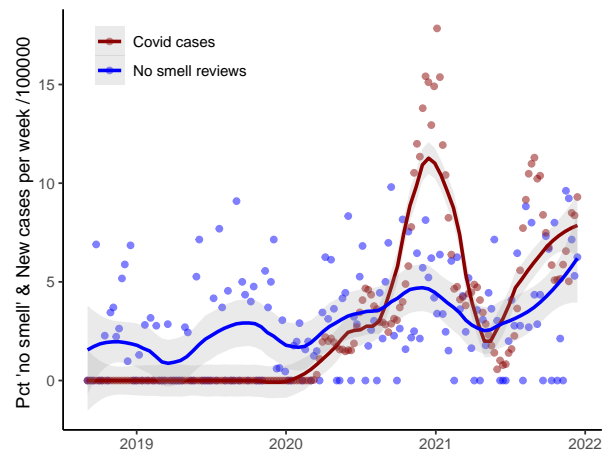 Covid cases
No smell reviews
Pct 'no smell' & New cases per week /100000
15
10
5
0
2019
2020
2021
2022